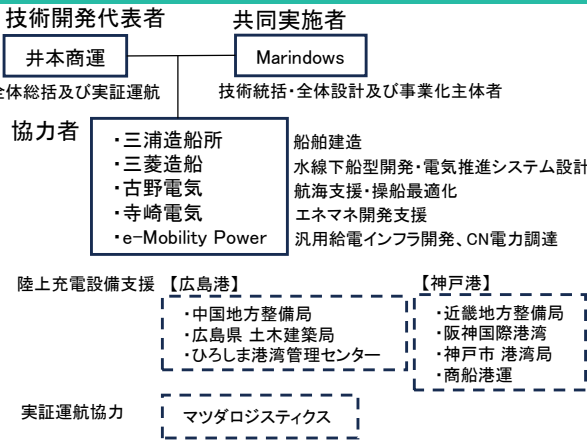 技術開発代表者 共同実施者
井本商運 Marindows
全体総括及び実証運航 技術統括・全体設計及び事業化主体者
協力者
・三浦造船所 船舶建造
・三菱造船 水線下船型開発・電気推進システム設計
・古野電気 航海支援・操船最適化
・寺崎電気 エネマネ開発支援
・e-Mobility Power 汎用給電インフラ開発、CN電力調達
陸上充電設備支援 【広島港】 【神戸港】
・中国地方整備局 ・近畿地方整備局
・広島県 土木建築局 ・阪神国際港湾
・ひろしま港湾管理センター ・神戸市 港湾局
・商船港運
実証運航協力 マツダロジスティクス